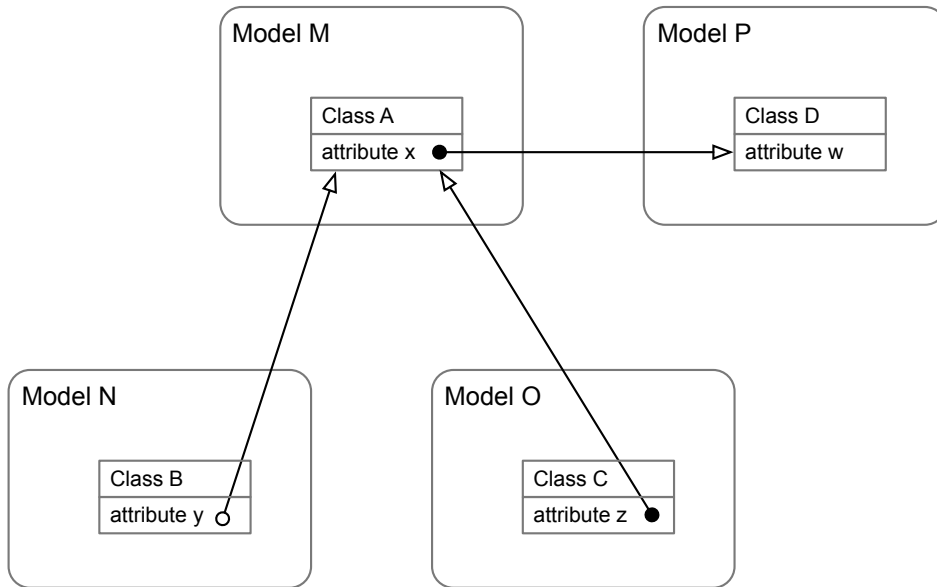 Model M
Class A
attribute x
Model P
Class D
attribute w
Model N
Class B
attribute y
Model O
Class C
attribute z